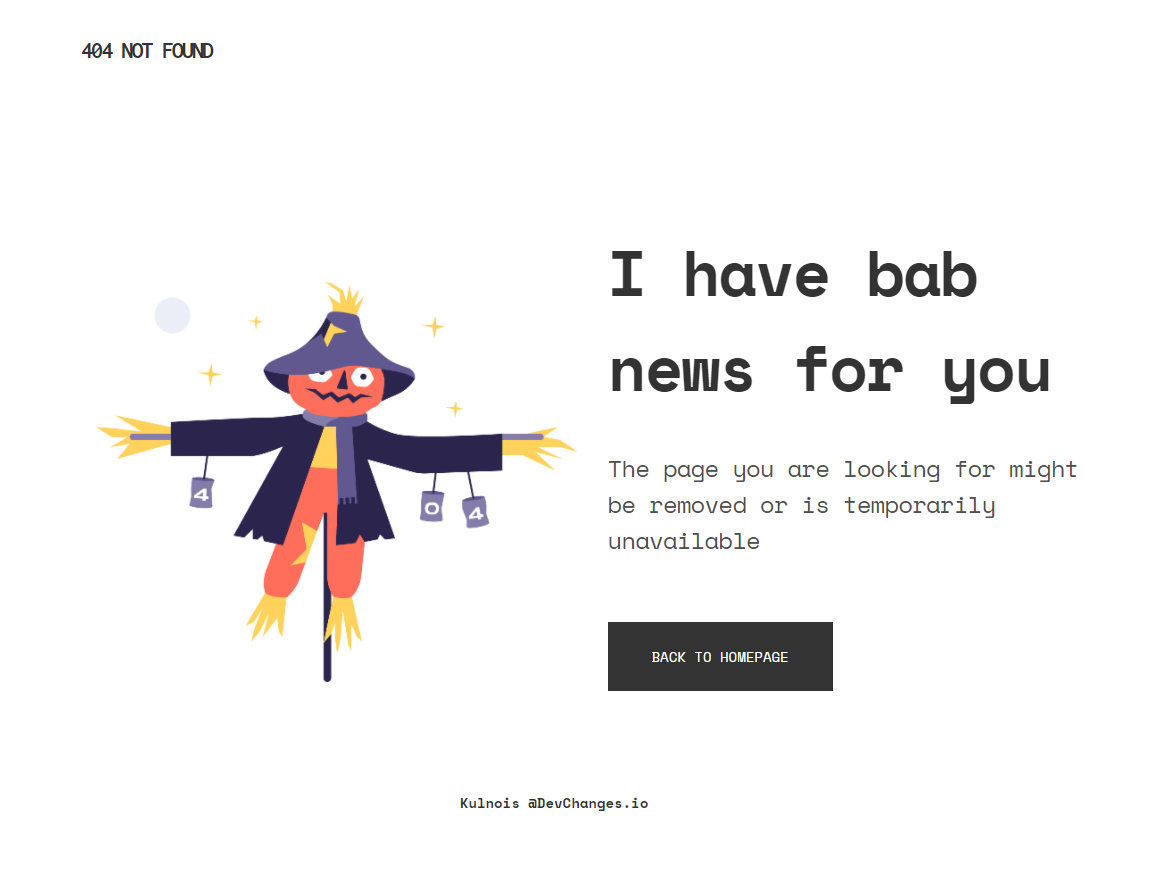 404 NOT FOUND
I have bab
news for you
4
0
4
The page you are looking for might
be removed or is temporarily
unavailable
BACK TO HOMEPAGE
Kulnois @DevChanges.io